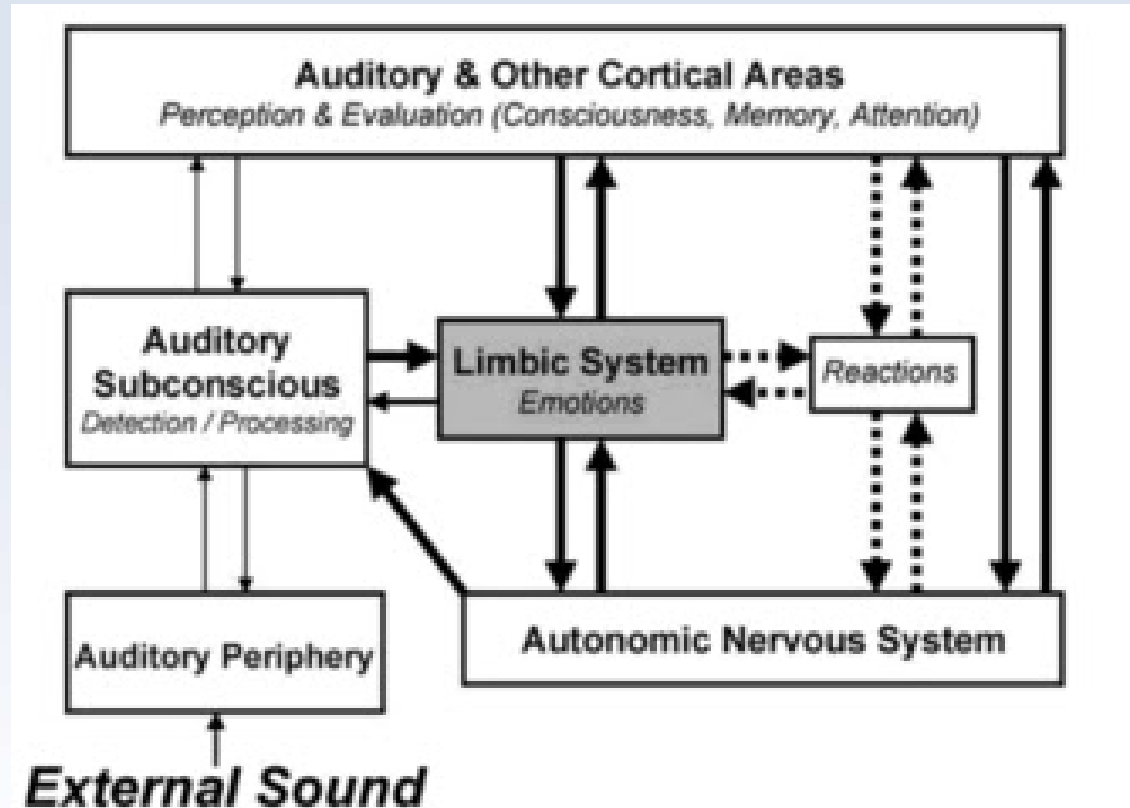 Auditory & Other Cortical Areas
Perception & Evaluation (Consciousness, Memory, Attention)
Auditory
Subconscious
Detection / Processing
Limbic System
Emotions
Reactions
Auditory Periphery
Autonomic Nervous System
External Sound